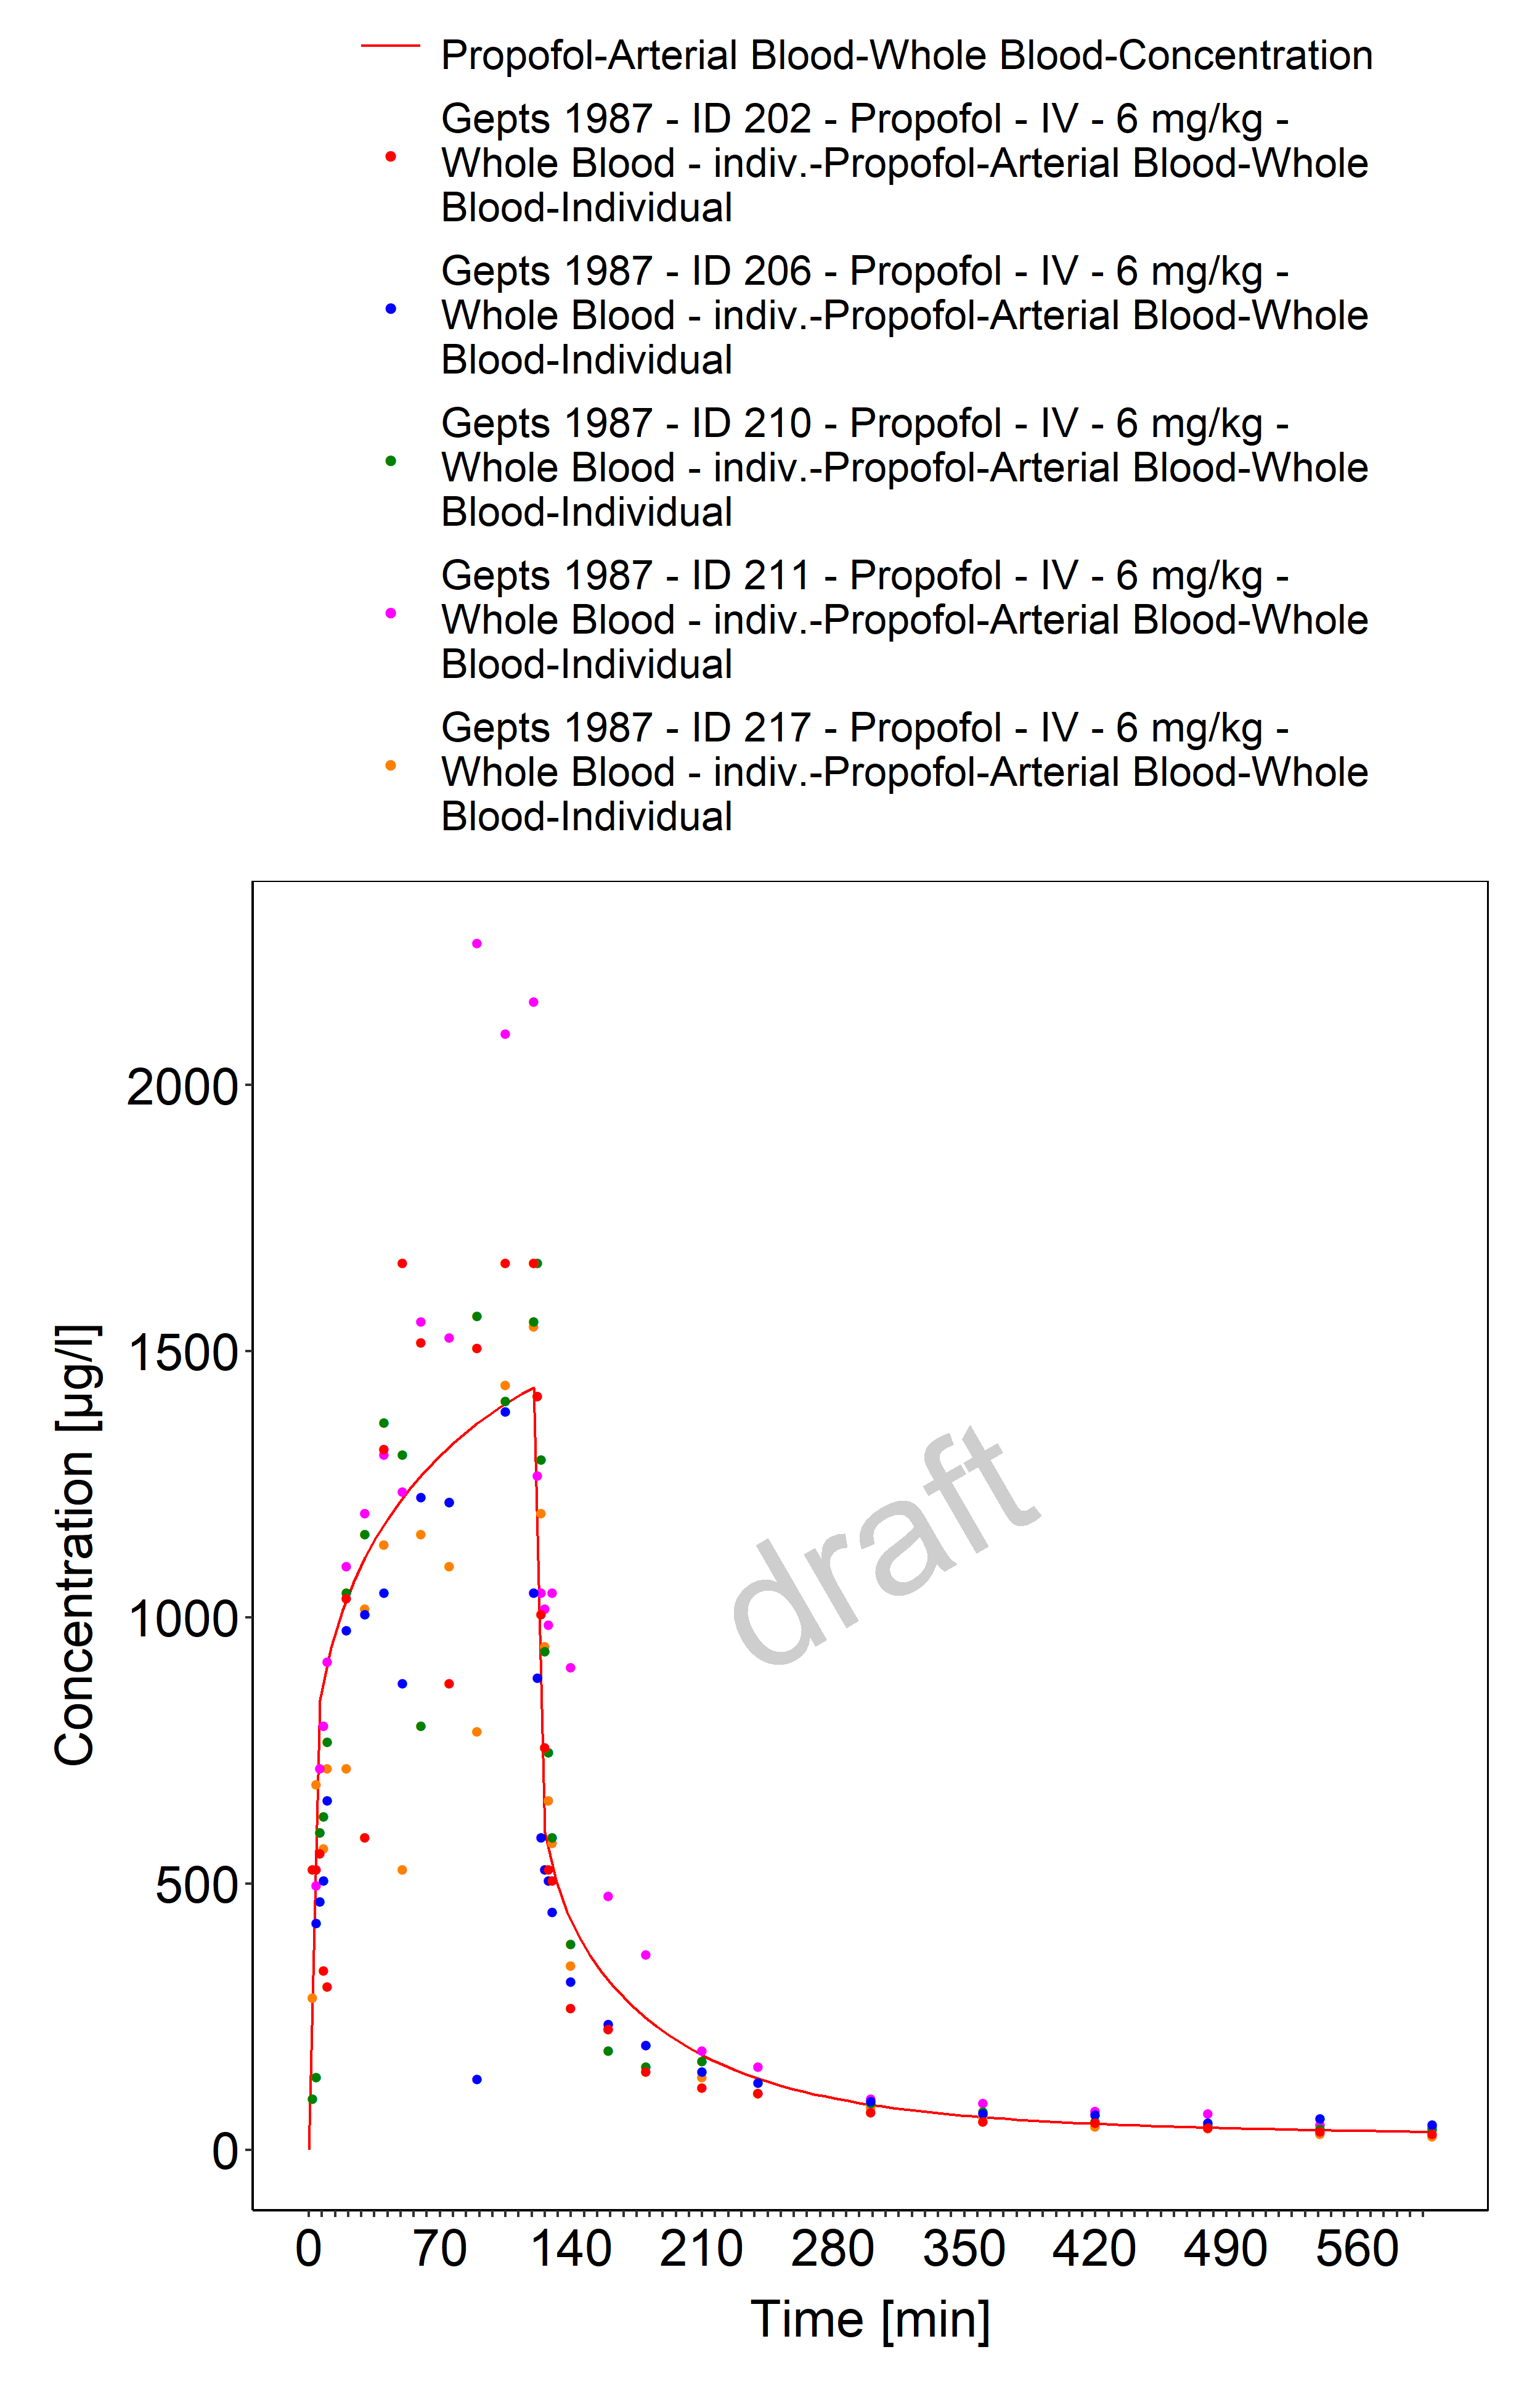 Propofol-Arterial Blood-Whole Blood-Concentration
Gepts 1987 - ID 202 - Propofol - IV - 6 mg/kg -
Whole Blood - indiv.-Propofol-Arterial Blood-Whole
Blood-Individual
Gepts 1987 - ID 206 - Propofol - IV - 6 mg/kg -
Whole Blood - indiv.-Propofol-Arterial Blood-Whole
Blood-Individual
Gepts 1987 - ID 210 - Propofol - IV - 6 mg/kg -
Whole Blood - indiv.-Propofol-Arterial Blood-Whole
Blood-Individual
Gepts 1987 - ID 211 - Propofol - IV - 6 mg/kg -
Whole Blood - indiv.-Propofol-Arterial Blood-Whole
Blood-Individual
Gepts 1987 - ID 217 - Propofol - IV - 6 mg/kg -
Whole Blood - indiv.-Propofol-Arterial Blood-Whole
Blood-Individual
Concentration [µg/l]
2000
1500
1000
500
0
draft
0 70 140 210 280 350 420 490 560
Time [min]